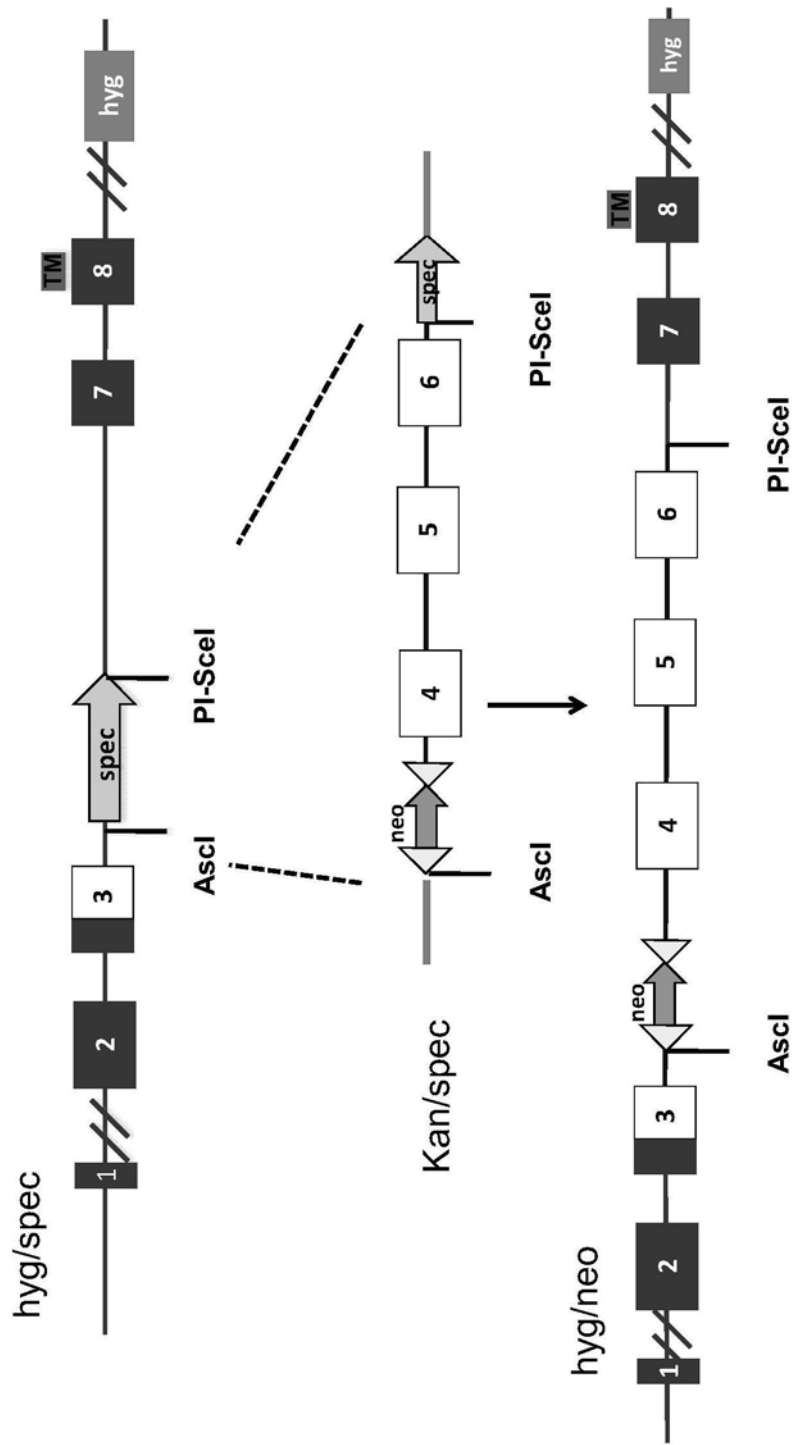 hyg/spec
TM
1 2 3 spec 7 8 hyg
AscI PI-SceI
Kan/spec
neo 4 5 6 spec
AscI PI-SceI
hyg/neo
TM
1 2 3 neo 4 5 6 7 8 hyg
AscI PI-SceI